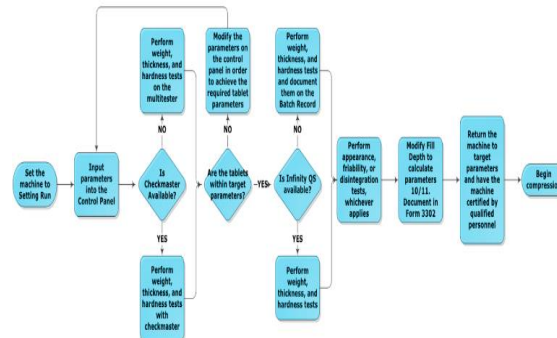 Set the
machine to
Setting Run
Input
parameters
into the
Control Panel
Perform
weight,
thickness, and
hardness tests
on the
multitester
NO
Is
Checkmaster
Available?
YES
Perform
weight,
thickness, and
hardness tests
with
checkmaster
Modify the
parameters on
the control
panel in order
to achieve the
required tablet
parameters
NO
Are the tablets
within target
parameters?
YES
Perform
weight,
thickness, and
hardness tests
and document
them on the
Batch Record
NO
Is Infinity QS
available?
YES
Perform
weight,
thickness, and
hardness tests
Perform
appearance,
friability, or
disintegration
tests,
whichever
applies
Modify Fill
Depth to
calculate
parameters
10/11.
Document in
Form 3302
Return the
machine to
target
parameters
and have the
machine
certified by
qualified
personnel
Begin
compression